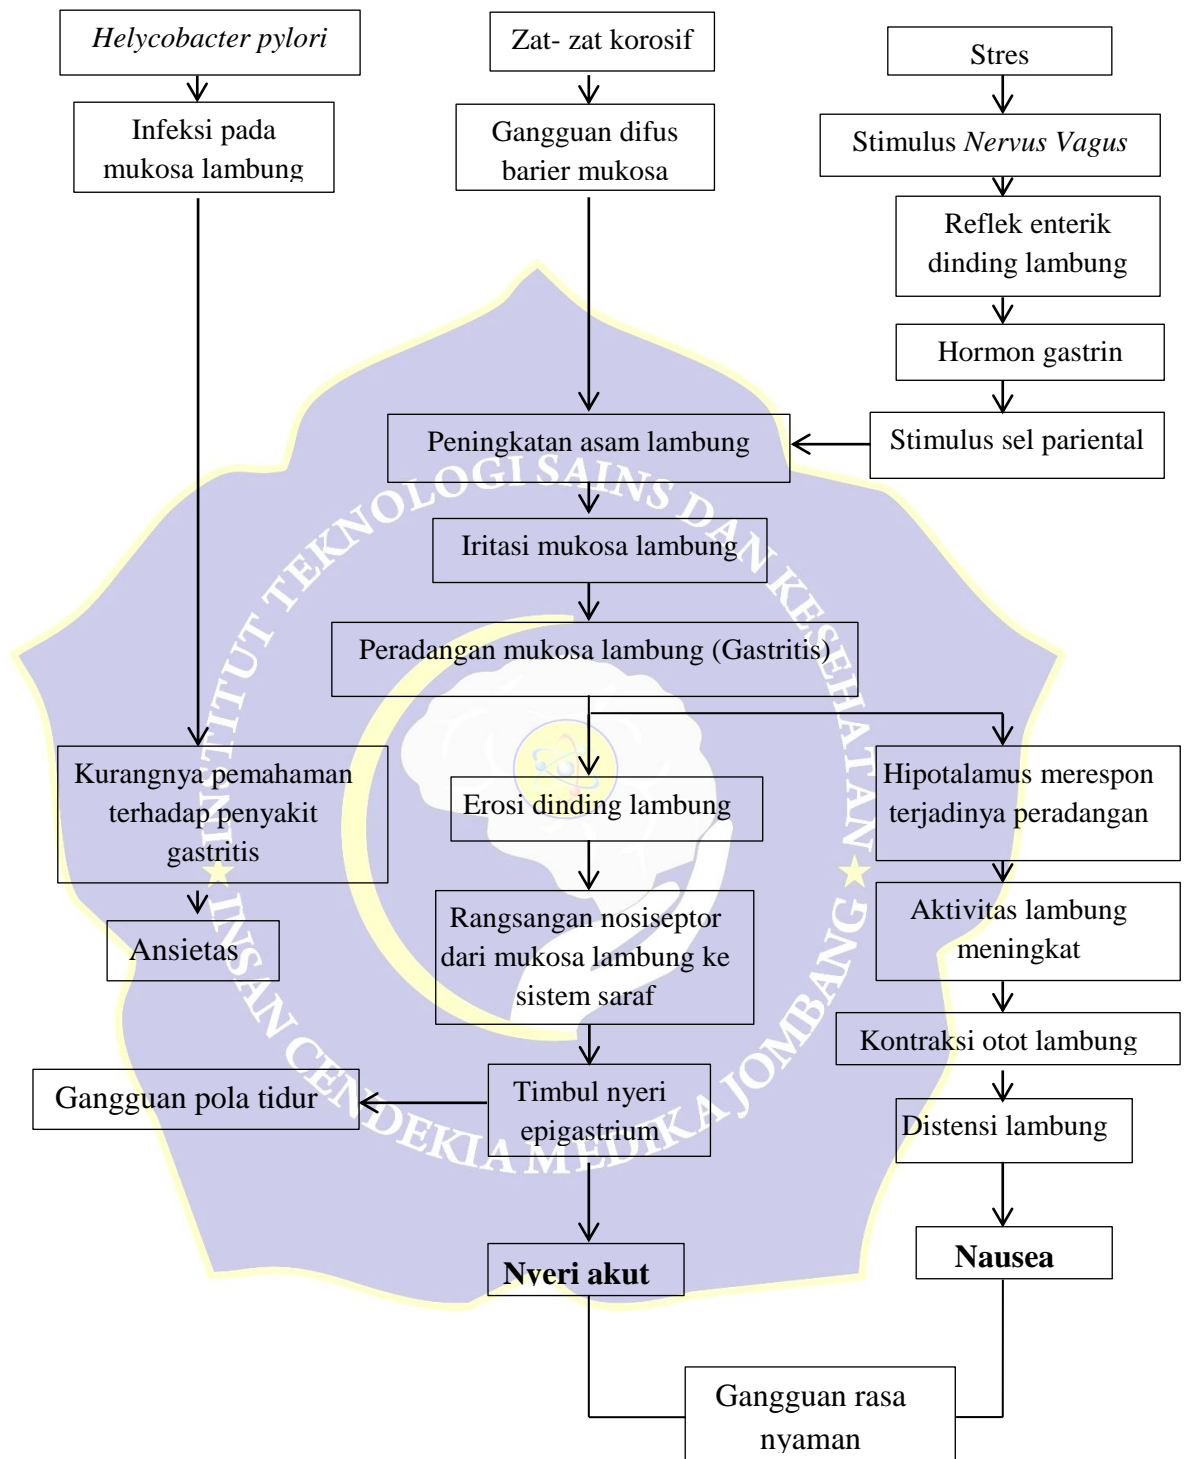 Helycobacter pylori
Zat- zat korosif
Stres
Infeksi pada
mukosa lambung
Gangguan difus
barier mukosa
Stimulus Nervus Vagus
Reflek enterik
dinding lambung
Hormon gastrin
Peningkatan asam lambung
Stimulus sel pariental
Iritasi mukosa lambung
Peradangan mukosa lambung (Gastritis)
Kurangnya pemahaman
terhadap penyakit
gastritis
Erosi dinding lambung
Hipotalamus merespon
terjadinya peradangan
Ansietas
Rangsangan nosiseptor
dari mukosa lambung ke
sistem saraf
Aktivitas lambung
meningkat
Kontraksi otot lambung
Gangguan pola tidur
Timbul nyeri
epigastrium
Distensi lambung
Nyeri akut
Nausea
Gangguan rasa
nyaman
INSTITUT TEKNOLOGI SAINS DAN KESEHATAN
INSAN CENDEKIA MEDIKA JOMBANG